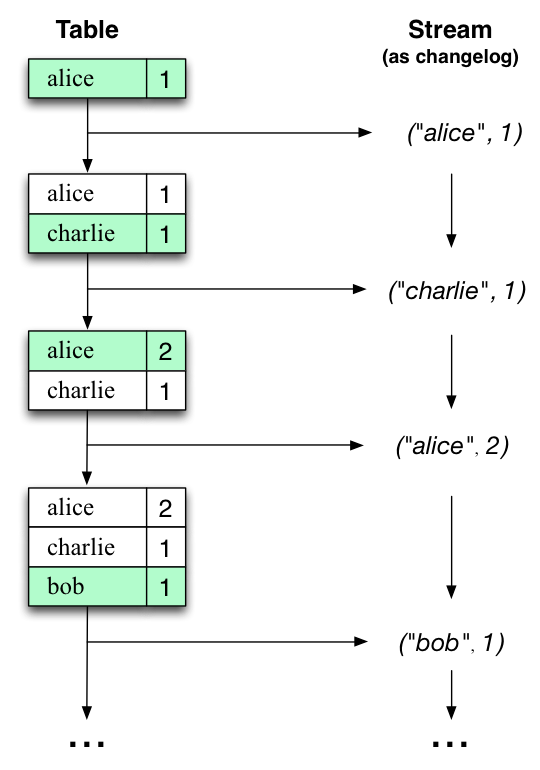 Table Stream
(as changelog)
alice 1
("alice", 1)
alice 1
charlie 1
("charlie", 1)
alice 2
charlie 1
("alice", 2)
alice 2
charlie 1
bob 1
("bob", 1)
... ...